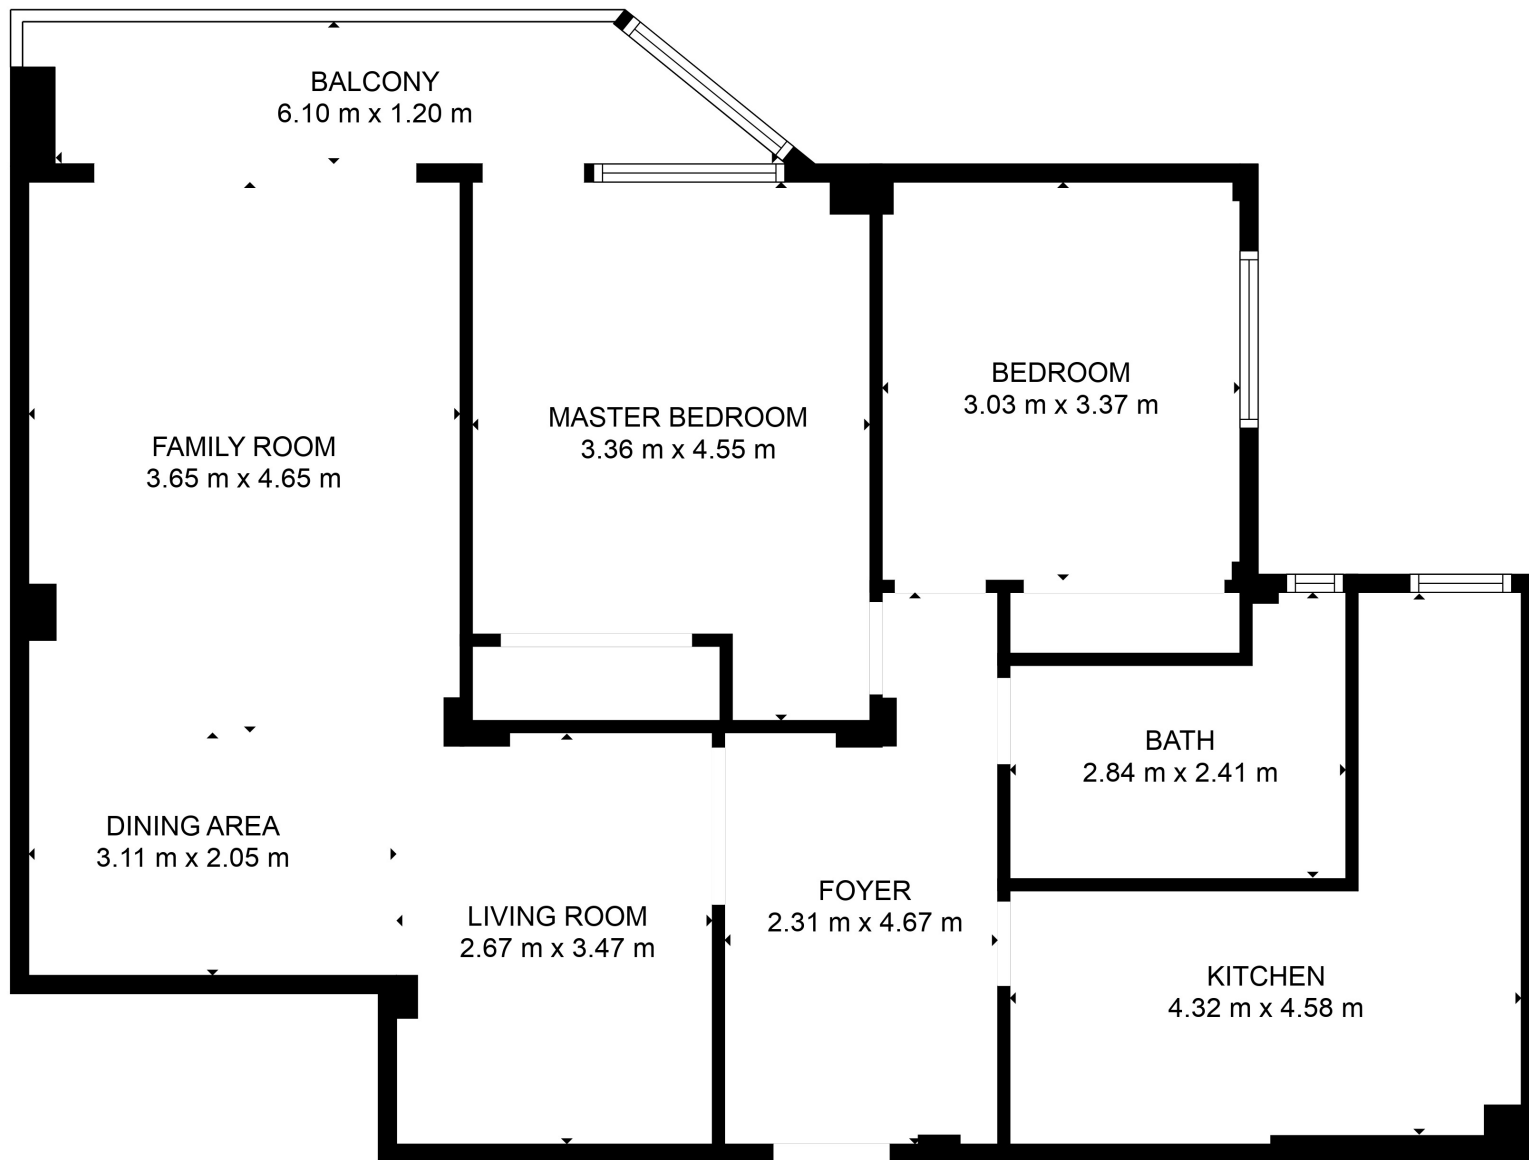 BALCONY
6.10 m x 1.20 m
BEDROOM
3.03 m x 3.37 m
MASTER BEDROOM
3.36 m x 4.55 m
FAMILY ROOM
3.65 m x 4.65 m
BATH
2.84 m x 2.41 m
DINING AREA
3.11 m x 2.05 m
FOYER
2.31 m x 4.67 m
LIVING ROOM
2.67 m x 3.47 m
KITCHEN
4.32 m x 4.58 m